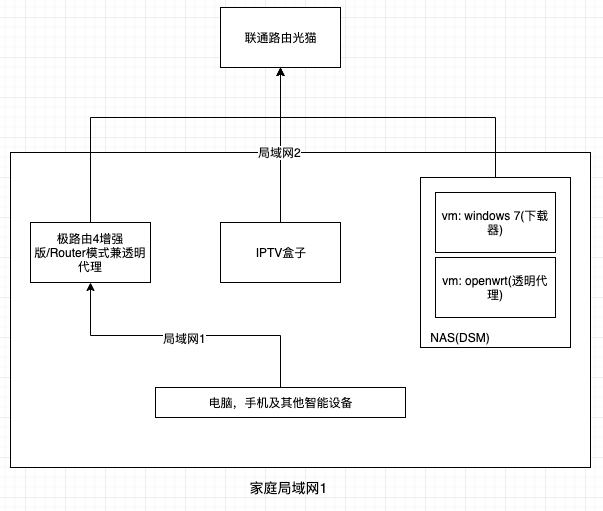 联通路由光猫
局域网2
极路由4增强
版/Router模式兼透明
代理
IPTV盒子
vm: windows 7(下载
器)
vm: openwrt(透明代
理)
NAS(DSM)
局域网1
电脑，手机及其他智能设备
家庭局域网1